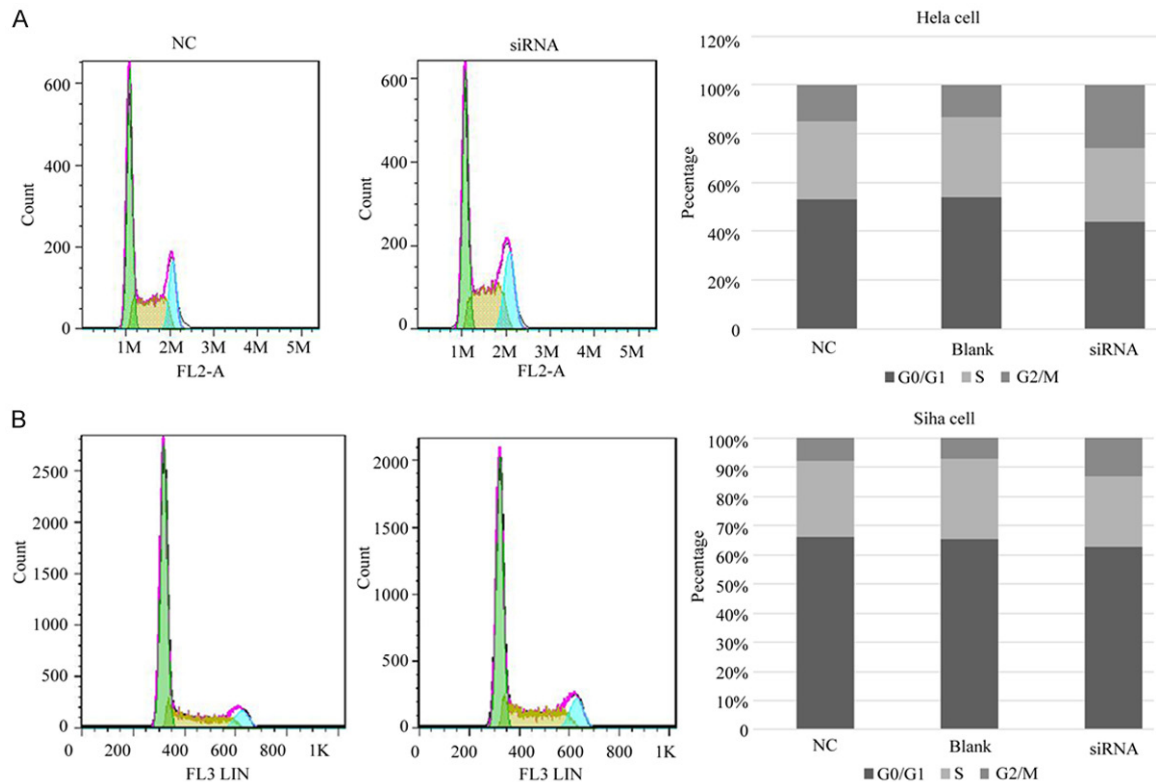 A
NC
siRNA
Hela cell
600
400
200
0
Count
1M 2M 3M 4M 5M
FL2-A
600
400
200
0
Count
1M 2M 3M 4M 5M
FL2-A
120%
100%
80%
60%
40%
20%
0
Pecentage
NC Blank siRNA
G0/G1 S G2/M
B
Siha cell
2500
2000
1500
1000
500
0
Count
0 200 400 600 800 1K
FL3 LIN
2000
1500
1000
500
0
Count
0 200 400 600 800 1K
FL3 LIN
100%
90%
80%
70%
60%
50%
40%
30%
20%
10%
0
Pecentage
NC Blank siRNA
G0/G1 S G2/M